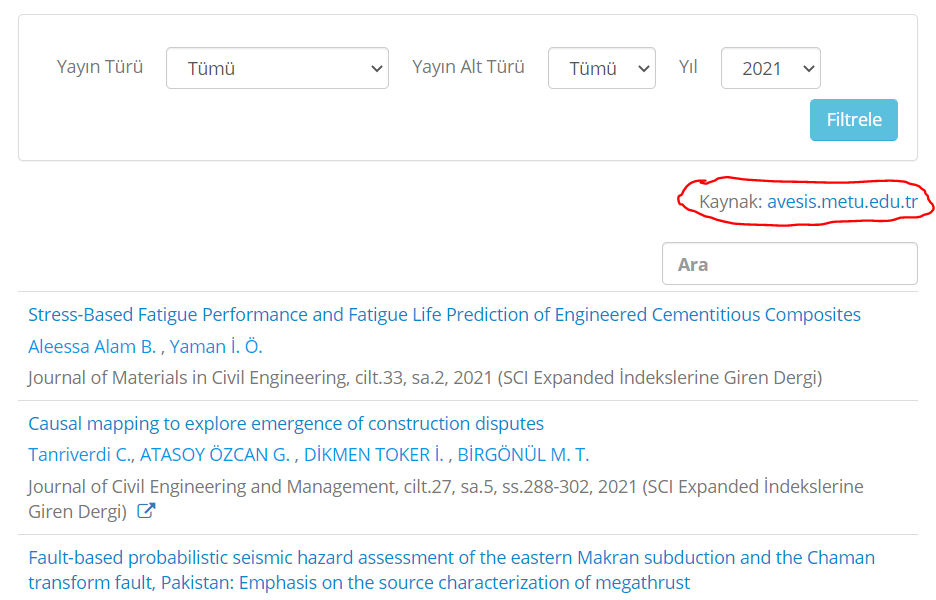 Yayın Türü Tümü Yayın Alt Türü Tümü Yıl 2021
Filtrele
Kaynak: avesis.metu.edu.tr
Ara
Stress-Based Fatigue Performance and Fatigue Life Prediction of Engineered Cementitious Composites
Aleessa Alam B. , Yaman İ. Ö.
Journal of Materials in Civil Engineering, cilt.33, sa.2, 2021 (SCI Expanded İndekslerine Giren Dergi)
Causal mapping to explore emergence of construction disputes
Tanriverdi C., ATASOY ÖZCAN G. , DİKMEN TOKER İ. , BİRGÖNÜL M. T.
Journal of Civil Engineering and Management, cilt.27, sa.5, ss.288-302, 2021 (SCI Expanded İndekslerine
Giren Dergi)
Fault-based probabilistic seismic hazard assessment of the eastern Makran subduction and the Chaman
transform fault, Pakistan: Emphasis on the source characterization of megathrust